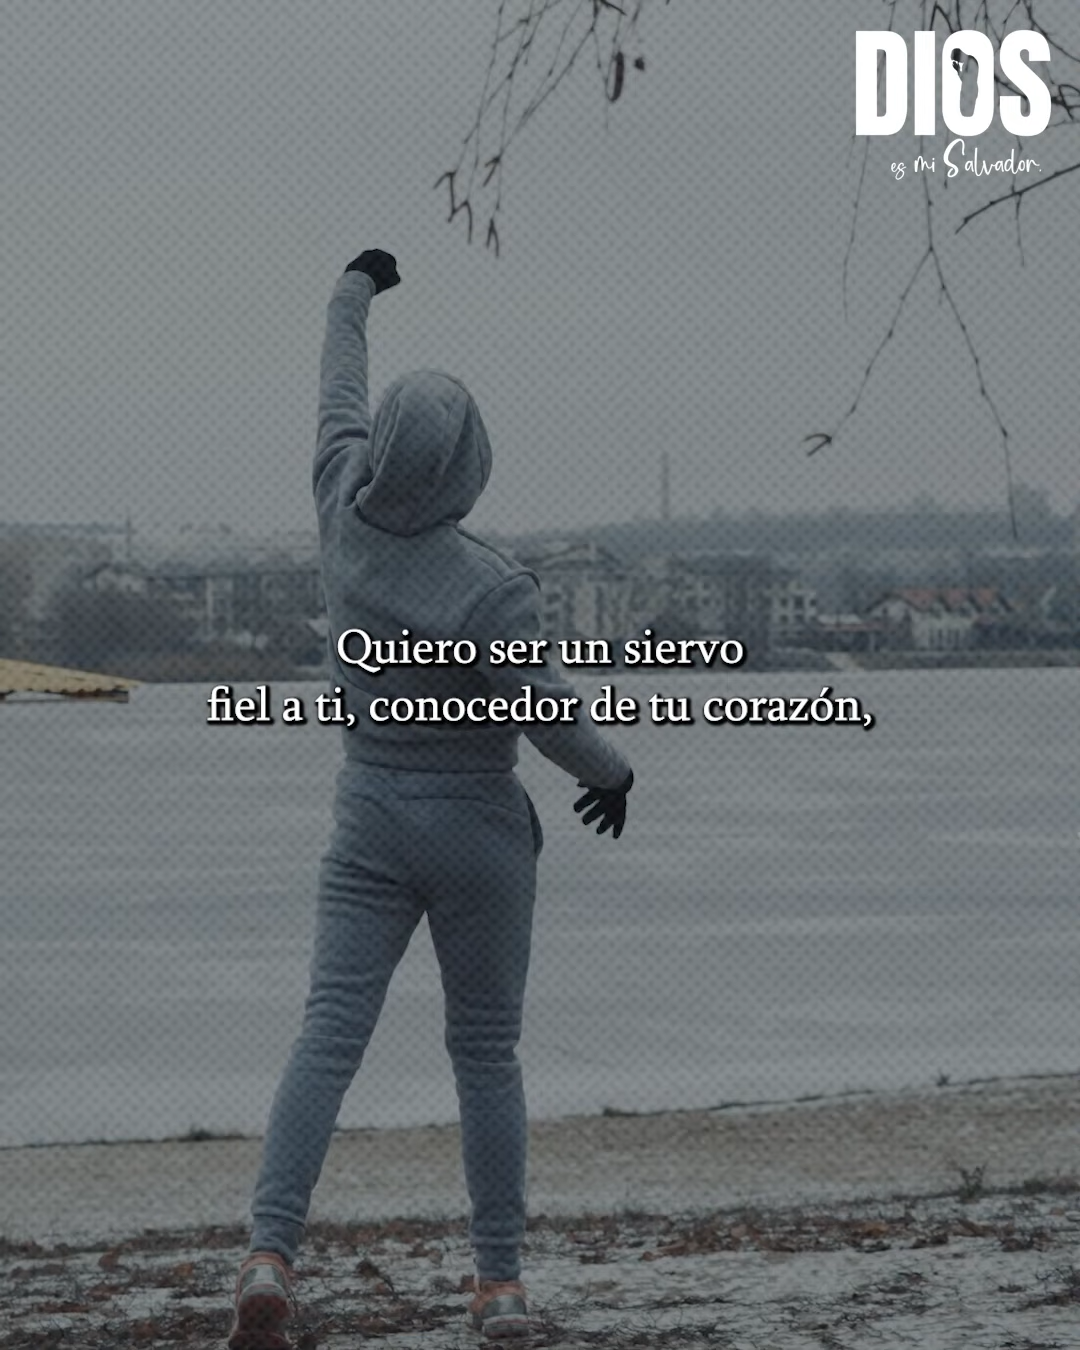 DIOS
es mi Salvador.
Quiero ser un siervo
fiel a ti, conocedor de tu corazón,